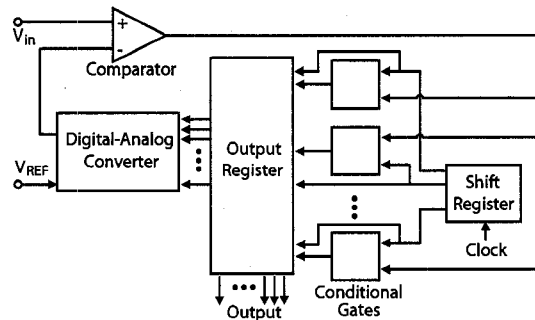 +
-
V_in
Comparator
Digital-Analog
Converter
V_REF
Output
Register
Shift
Register
Clock
Conditional
Gates
Output